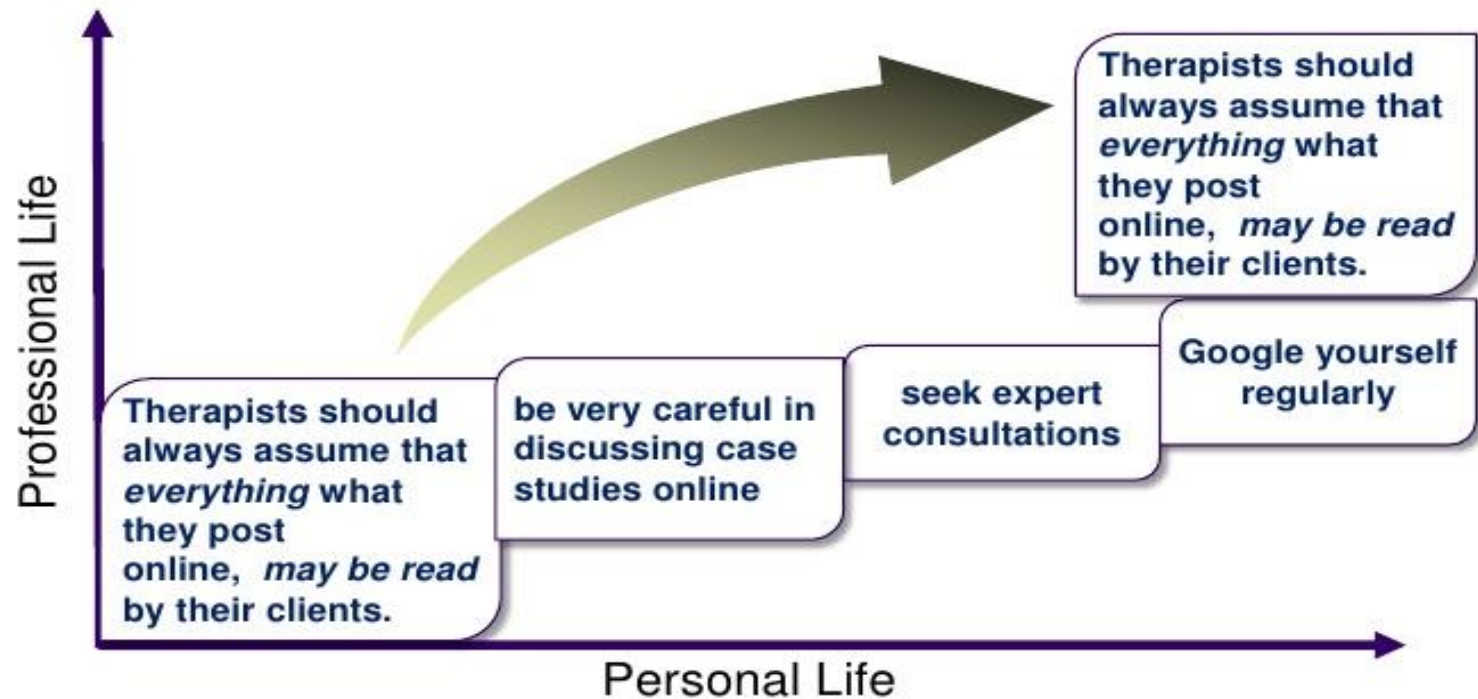 Professional Life
Therapists should
always assume that
everything what
they post
online, may be read
by their clients.
be very careful in
discussing case
studies online
seek expert
consultations
Google yourself
regularly
Therapists should
always assume that
everything what
they post
online, may be read
by their clients.
Personal Life